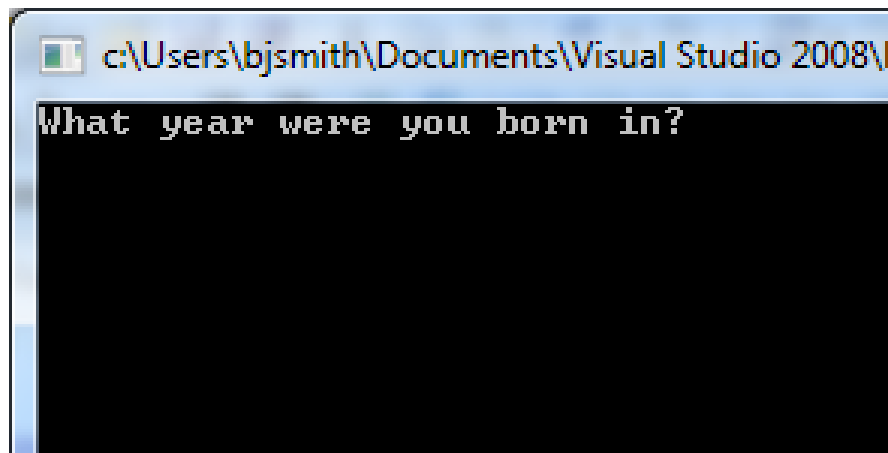 c:\Users\bjsmith\Documents\Visual Studio 2008\
What year were you born in?